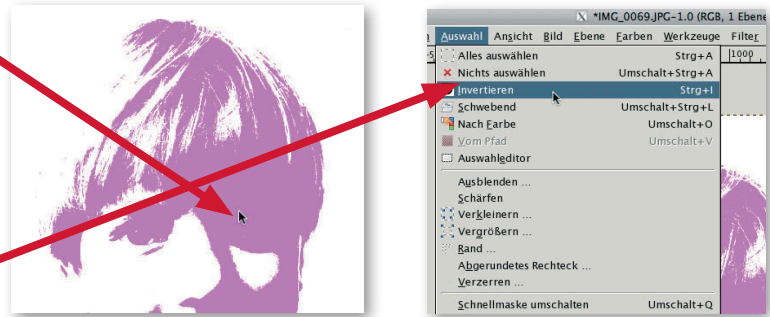 *IMG_0069.JPG-1.0 (RGB, 1 Ebene
Auswahl Ansicht Bild Ebene Farben Werkzeuge Filter
1000
Alles auswählen Strg+A
Nichts auswählen Umschalt+Strg+A
Invertieren Strg+I
Schwebend Umschalt+Strg+L
Nach Farbe Umschalt+O
Vom Pfad Umschalt+V
Auswahleditor
Ausblenden ...
Schärfen
Verkleinern ...
Vergrößern ...
Rand ...
Abgerundetes Rechteck ...
Verzerren ...
Schnellmaske umschalten Umschalt+Q